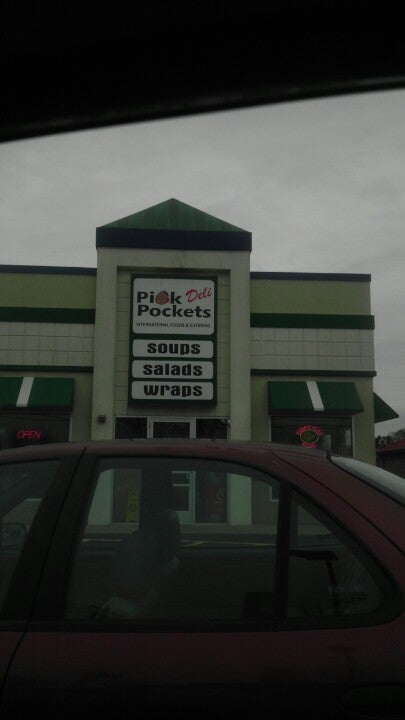 Pick Deli
Pockets
INTERNATIONAL FOODS & CATERING
soups
salads
wraps
OPEN